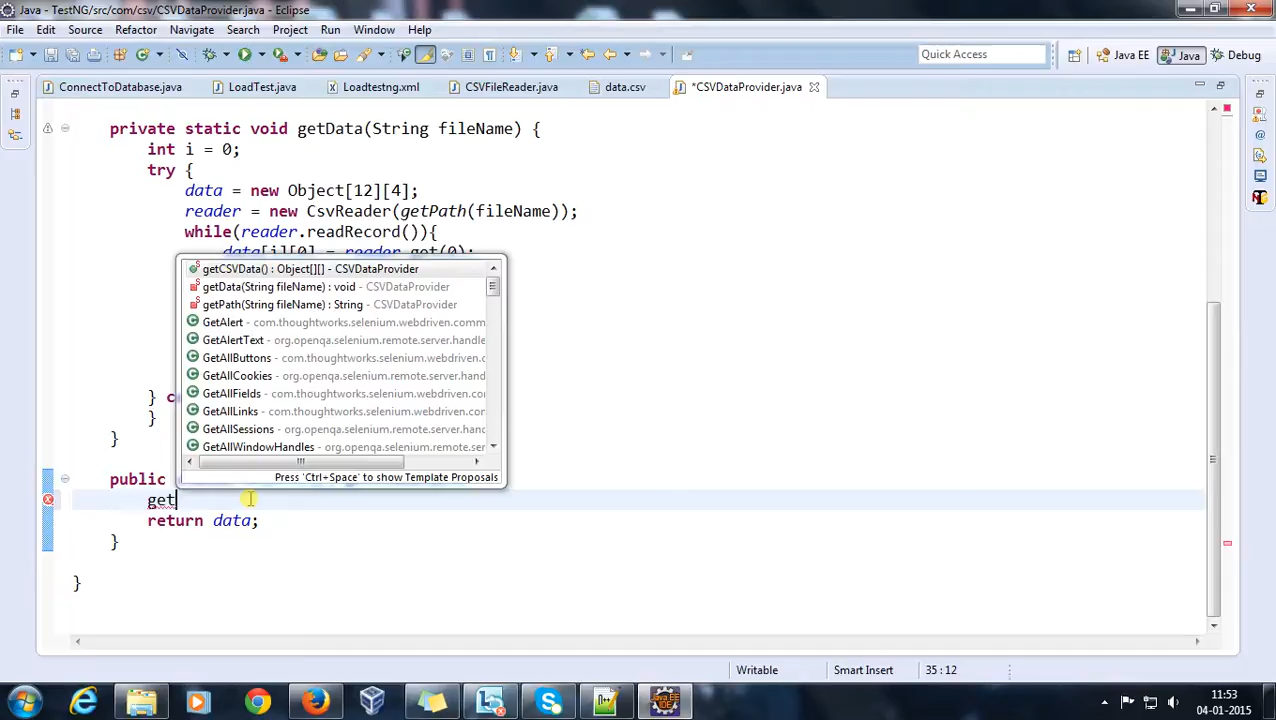 Java - TestNG/src/com/csv/CSVDataProvider.java - Eclipse
File Edit Source Refactor Navigate Search Project Run Window Help
Quick Access Java EE Java Debug
ConnectToDatabase.java LoadTest.java Loadtestng.xml CSVFileReader.java data.csv *CSVDataProvider.java
private static void getData(String fileName) {
int i = 0;
try {
data = new Object[12][4];
reader = new CsvReader(getPath(fileName));
while(reader.readRecord()){
data[i][0] = reader.get(0);
getCSVData() : Object[][] - CSVDataProvider
getData(String fileName) : void - CSVDataProvider
getPath(String fileName) : String - CSVDataProvider
GetAlert - com.thoughtworks.selenium.webdriven.comm
GetAlertText - org.openqa.selenium.remote.server.handle
GetAllButtons - com.thoughtworks.selenium.webdriven.c
GetAllCookies - org.openqa.selenium.remote.server.hand
GetAllFields - com.thoughtworks.selenium.webdriven.com
} c
GetAllLinks - com.thoughtworks.selenium.webdriven.com
}
GetAllSessions - org.openqa.selenium.remote.server.hand
}
GetAllWindowHandles - org.openqa.selenium.remote.ser
Press 'Ctrl+Space' to show Template Proposals
public
get
return data;
}
}
Writable Smart Insert 35 : 12
11:53
04-01-2015